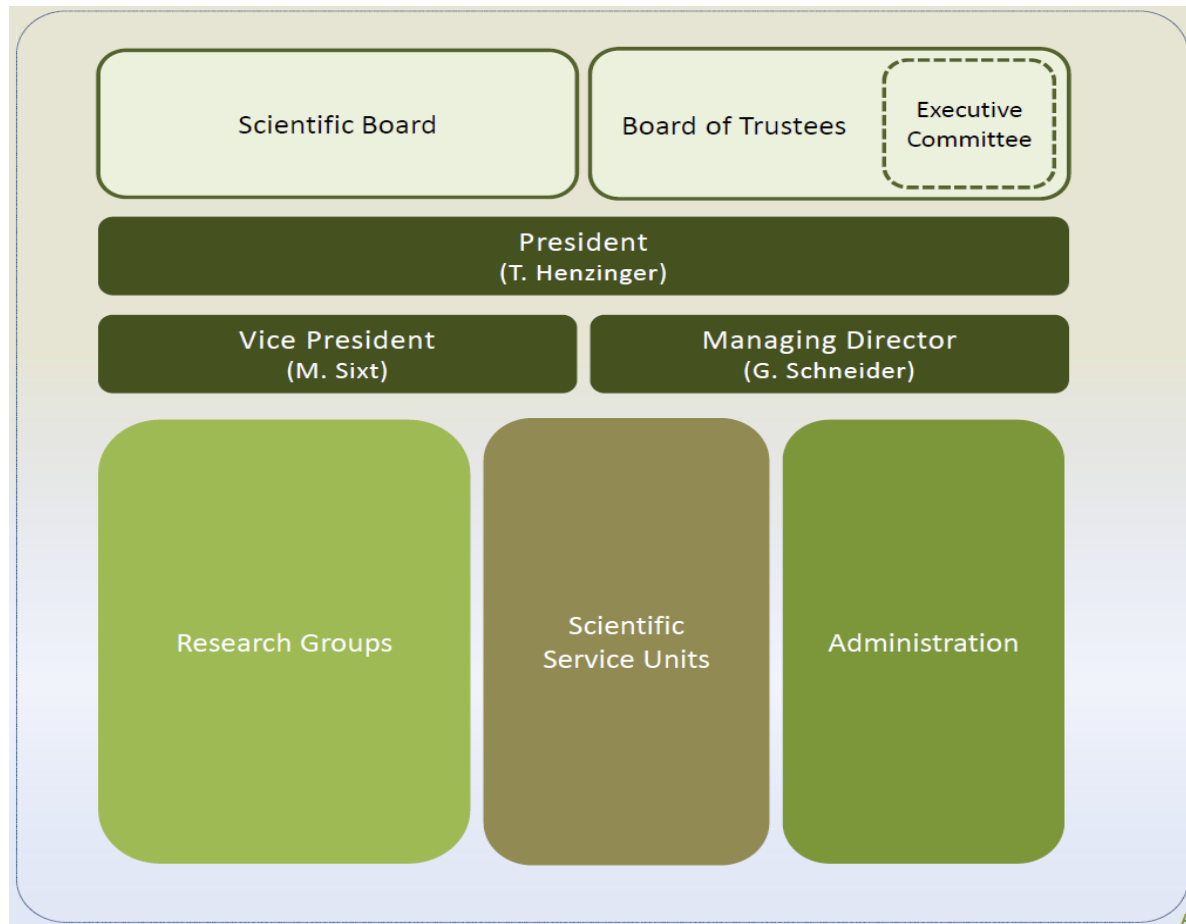 Scientific Board
Board of Trustees
Executive
Committee
President
(T. Henzinger)
Vice President
(M. Sixt)
Managing Director
(G. Schneider)
Research Groups
Scientific
Service Units
Administration